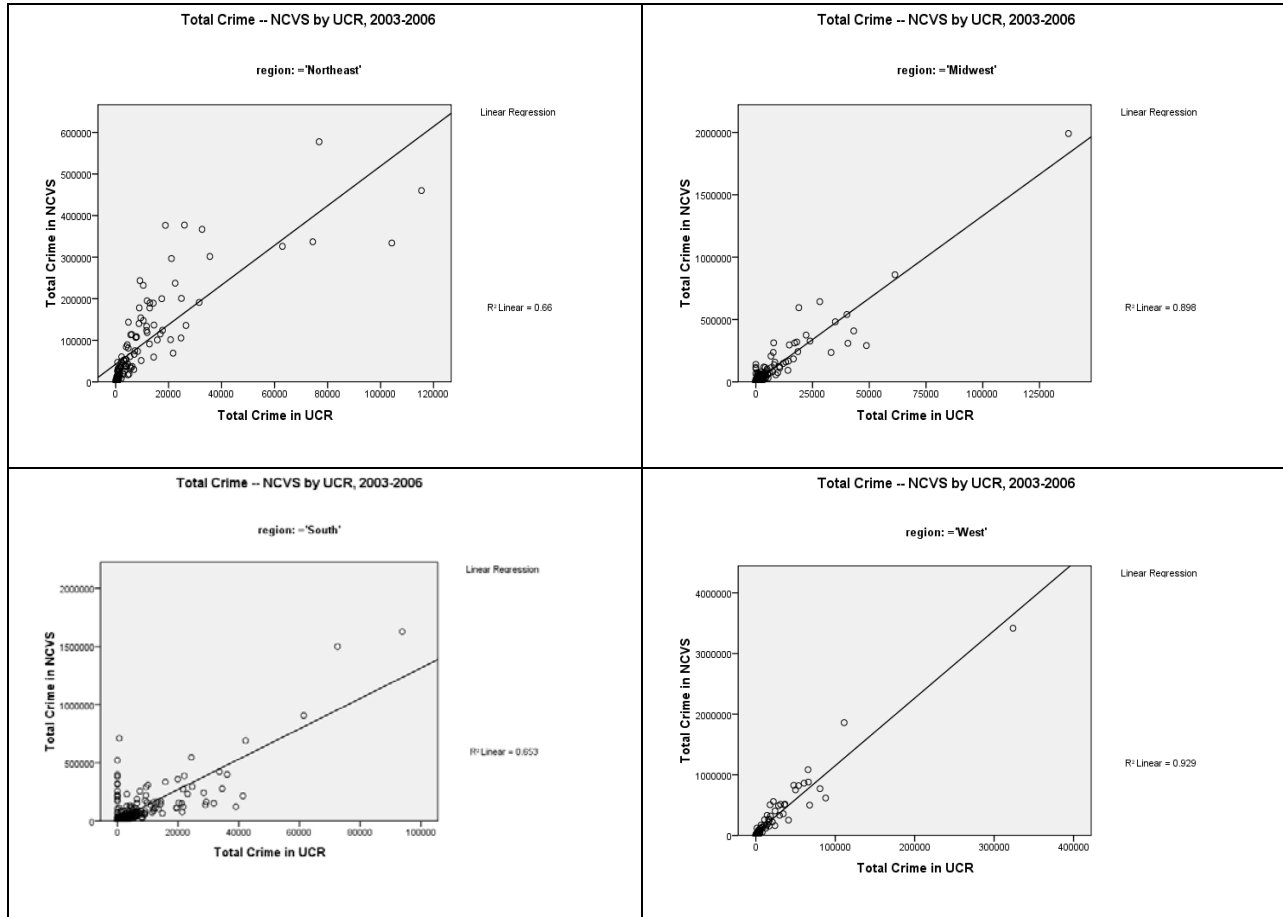 Total Crime -- NCVS by UCR, 2003-2006
region: ='Northeast'
Linear Regression
600000
500000
400000
300000
200000
100000
0
Total Crime in NCVS
R² Linear = 0.66
0 20000 40000 60000 80000 100000 120000
Total Crime in UCR
Total Crime -- NCVS by UCR, 2003-2006
region: ='Midwest'
Linear Regression
2000000
1500000
1000000
500000
0
Total Crime in NCVS
R² Linear = 0.898
0 25000 50000 75000 100000 125000
Total Crime in UCR
Total Crime -- NCVS by UCR, 2003-2006
region: ='South'
Linear Regression
2000000
1500000
1000000
500000
0
Total Crime in NCVS
R² Linear = 0.653
0 20000 40000 60000 80000 100000
Total Crime in UCR
Total Crime -- NCVS by UCR, 2003-2006
region: ='West'
Linear Regression
4000000
3000000
2000000
1000000
0
Total Crime in NCVS
R² Linear = 0.929
0 100000 200000 300000 400000
Total Crime in UCR